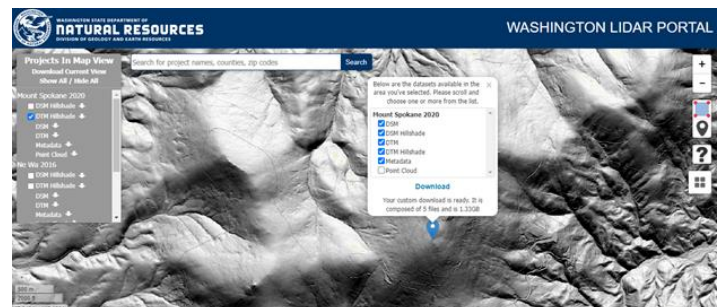 WASHINGTON STATE DEPARTMENT OF
NATURAL RESOURCES
DIVISION OF GEOLOGY AND EARTH RESOURCES
WASHINGTON LIDAR PORTAL
Projects In Map View
Download Current View
Show All / Hide All
Mount Spokane 2020
DSM Hillshade
DTM Hillshade
DSM
DTM
Metadata
Point Cloud
Ne Wa 2016
DSM Hillshade
DTM Hillshade
DSM
DTM
Metadata
Search for project names, counties, zip codes
Search
Below are the datasets available in the
area you've selected. Please scroll and
choose one or more from the list.
Mount Spokane 2020
DSM
DSM Hillshade
DTM
DTM Hillshade
Metadata
Point Cloud
Download
Your custom download is ready. It is
composed of 5 files and is 1.33GB
+
-
?
500 m
2000 ft